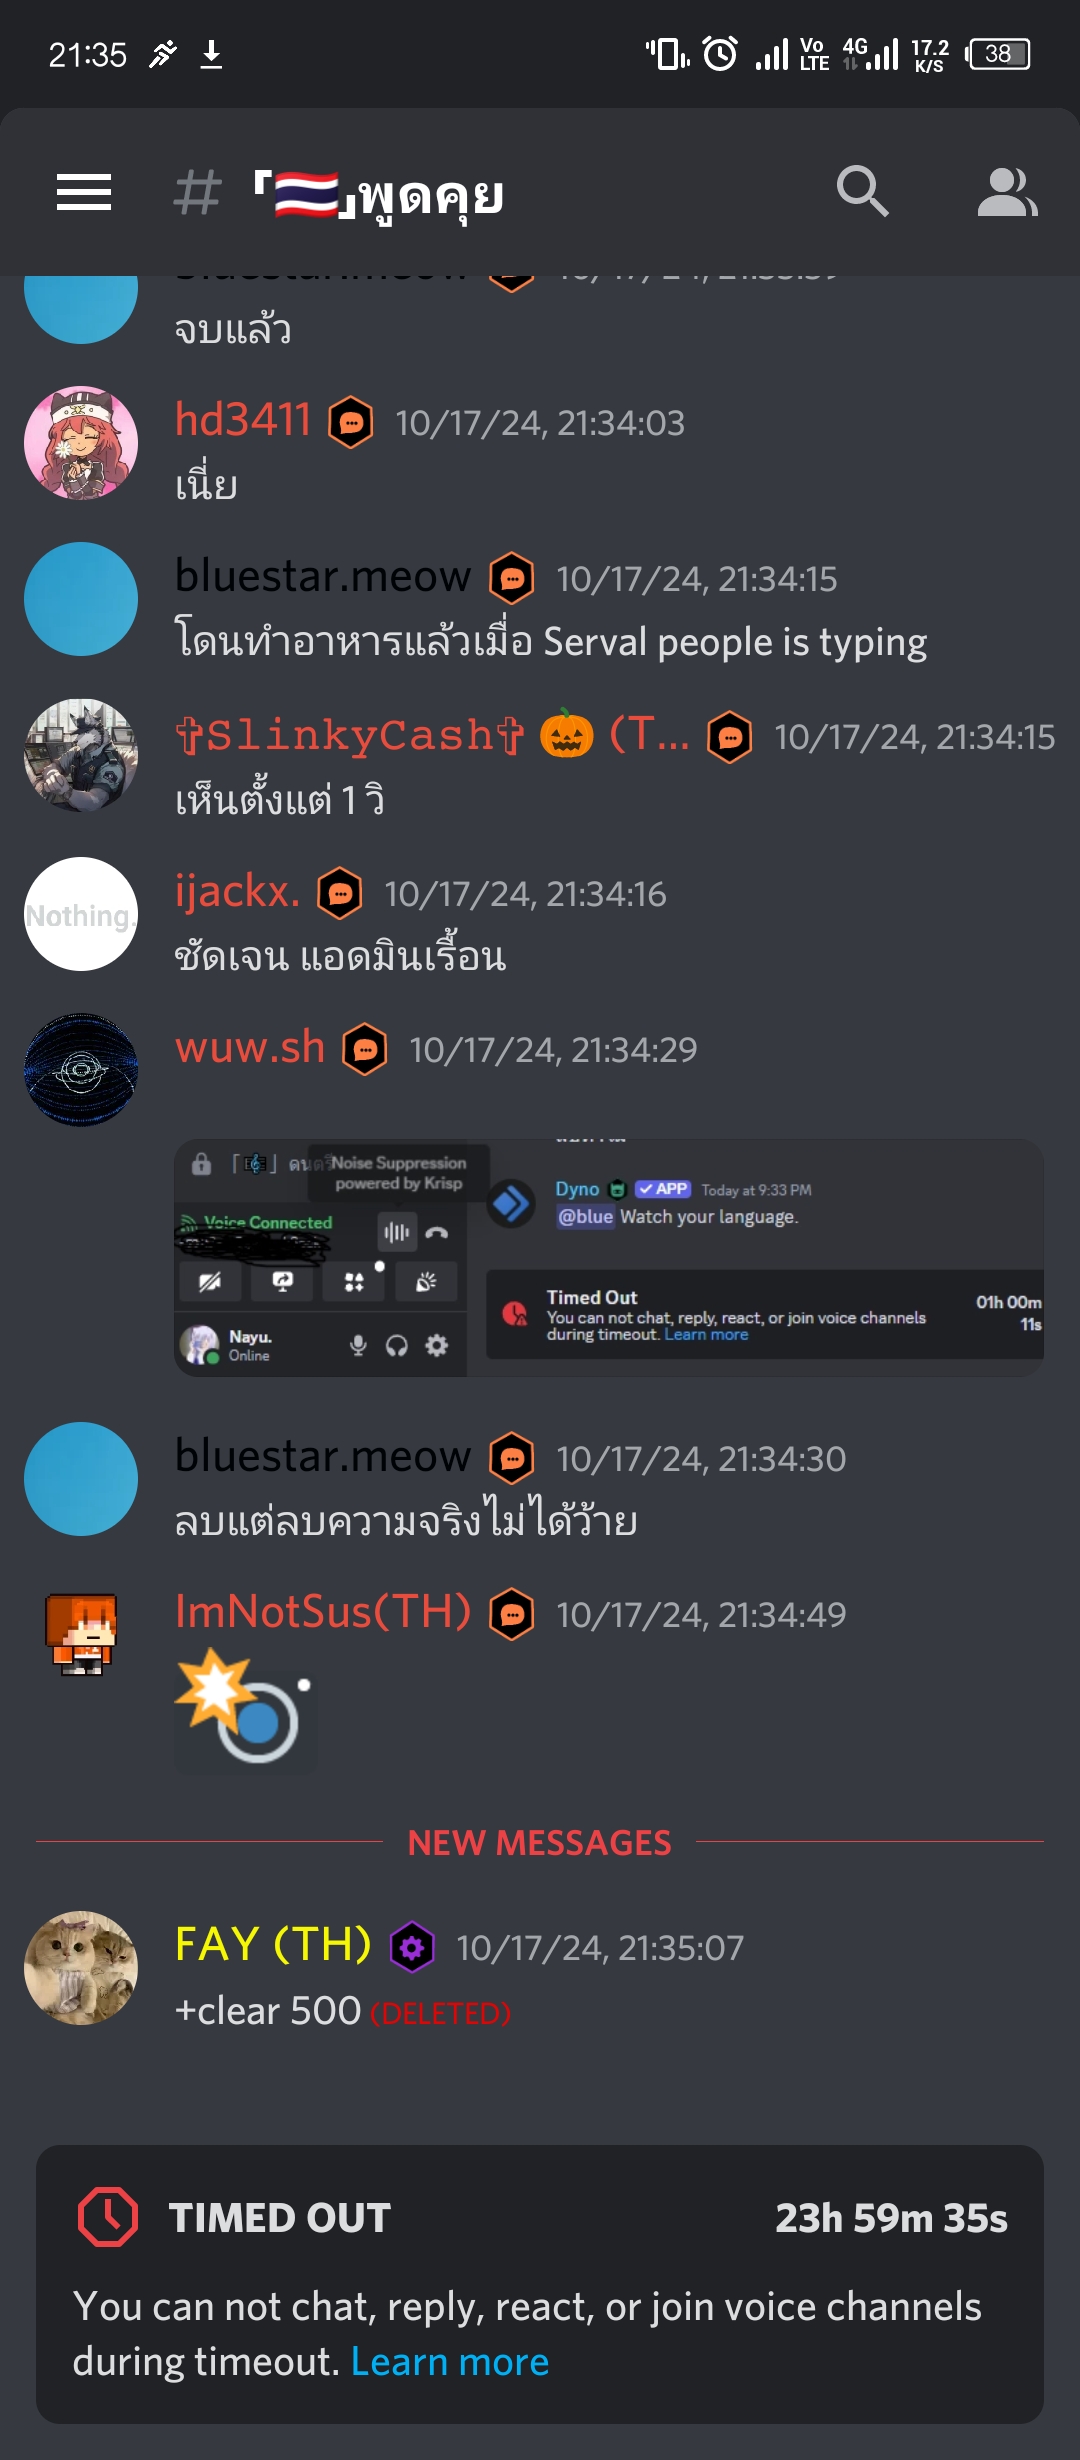 21:35
Vo
LTE
4G
17.2
K/S
38
# 「🇹🇭」พูดคุย
bluestar.meow
จบแล้ว
hd3411 10/17/24, 21:34:03
เนี่ย
bluestar.meow 10/17/24, 21:34:15
โดนทำอาหารแล้วเมื่อ Serval people is typing
✞SlinkyCash✞ 🎃 (T... 10/17/24, 21:34:15
เห็นตั้งแต่ 1 วิ
Nothing.
ijackx. 10/17/24, 21:34:16
ชัดเจน แอดมินเรื้อน
wuw.sh 10/17/24, 21:34:29
「🎼」 ดนตรี
Noise Suppression
powered by Krisp
Voice Connected
Nayu.
Online
Dyno ✓ APP Today at 9:33 PM
@blue Watch your language.
Timed Out
You can not chat, reply, react, or join voice channels
during timeout. Learn more
01h 00m
11s
bluestar.meow 10/17/24, 21:34:30
ลบแต่ลบความจริงไม่ได้ว้าย
ImNotSus(TH) 10/17/24, 21:34:49
NEW MESSAGES
FAY (TH) 10/17/24, 21:35:07
+clear 500 (DELETED)
TIMED OUT 23h 59m 35s
You can not chat, reply, react, or join voice channels
during timeout. Learn more